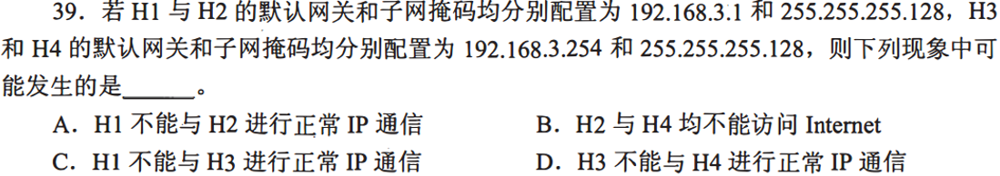 39．若 H1 与 H2 的默认网关和子网掩码均分别配置为 192.168.3.1 和 255.255.255.128，H3
和 H4 的默认网关和子网掩码均分别配置为 192.168.3.254 和 255.255.255.128，则下列现象中可
能发生的是______。
A．H1 不能与 H2 进行正常 IP 通信 B．H2 与 H4 均不能访问 Internet
C．H1 不能与 H3 进行正常 IP 通信 D．H3 不能与 H4 进行正常 IP 通信